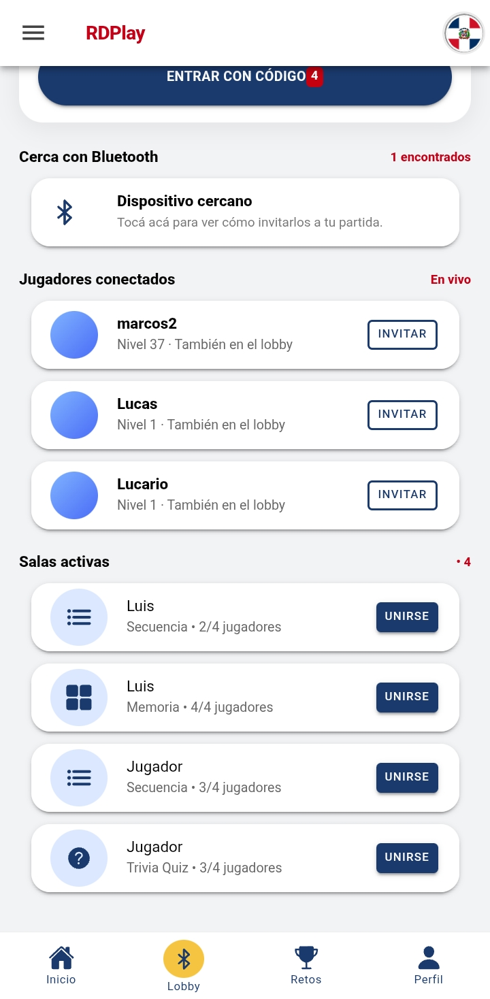 RDPlay
ENTRAR CON CÓDIGO 4
Cerca con Bluetooth
1 encontrados
Dispositivo cercano
Tocá acá para ver cómo invitarlos a tu partida.
Jugadores conectados
En vivo
marcos2
Nivel 37 · También en el lobby
INVITAR
Lucas
Nivel 1 · También en el lobby
INVITAR
Lucario
Nivel 1 · También en el lobby
INVITAR
Salas activas
• 4
Luis
Secuencia • 2/4 jugadores
UNIRSE
Luis
Memoria • 4/4 jugadores
UNIRSE
Jugador
Secuencia • 3/4 jugadores
UNIRSE
Jugador
Trivia Quiz • 3/4 jugadores
UNIRSE
Inicio
Lobby
Retos
Perfil